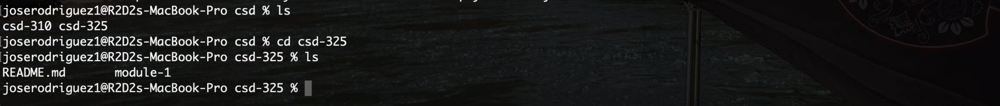 joserodriguez1@R2D2s-MacBook-Pro csd % ls
csd-310 csd-325
joserodriguez1@R2D2s-MacBook-Pro csd % cd csd-325
joserodriguez1@R2D2s-MacBook-Pro csd-325 % ls
README.md       module-1
joserodriguez1@R2D2s-MacBook-Pro csd-325 %